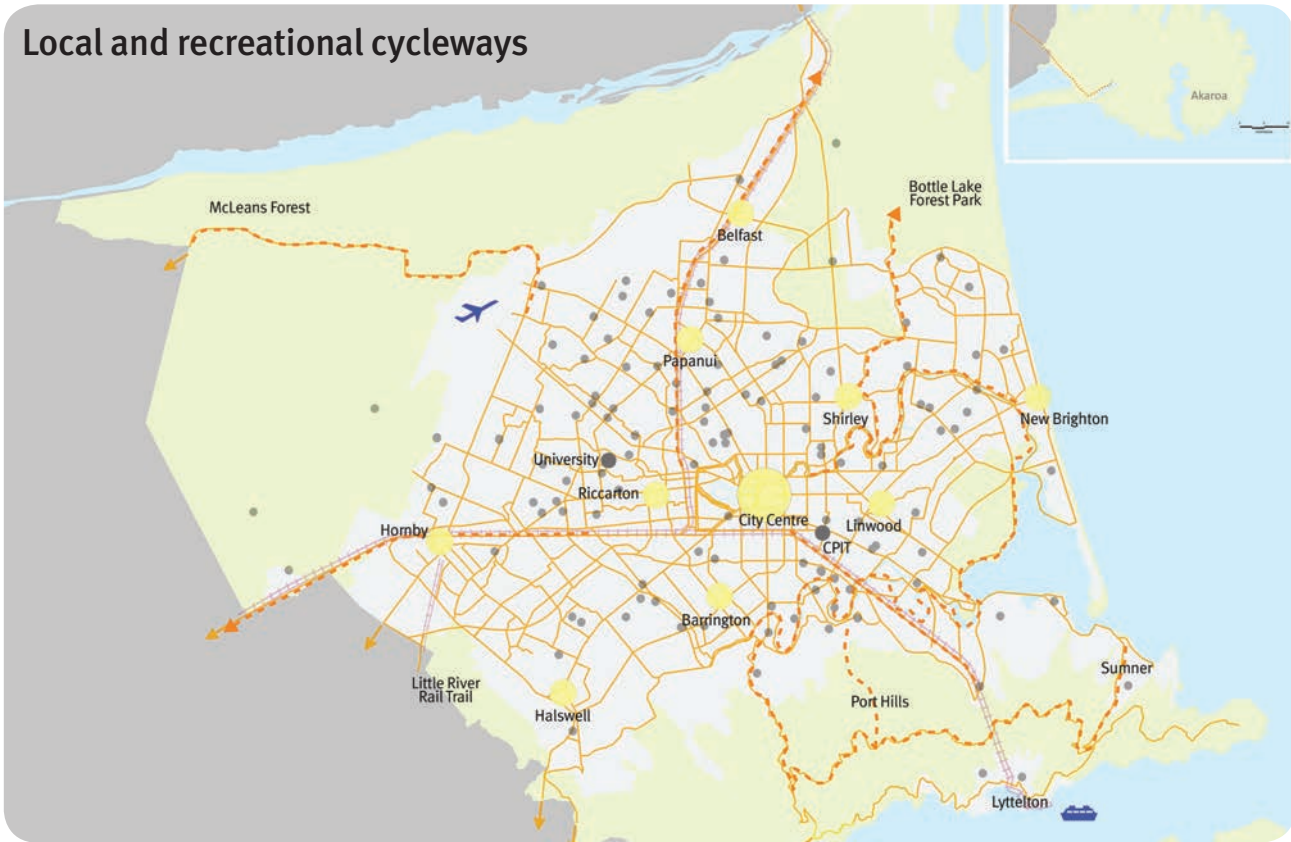 Local and recreational cycleways
Akaroa
McLeans Forest
Bottle Lake
Forest Park
Belfast
Papanui
Shirley
New Brighton
University
Riccarton
City Centre
Linwood
CPIT
Hornby
Barrington
Little River
Rail Trail
Halswell
Port Hills
Sumner
Lyttelton